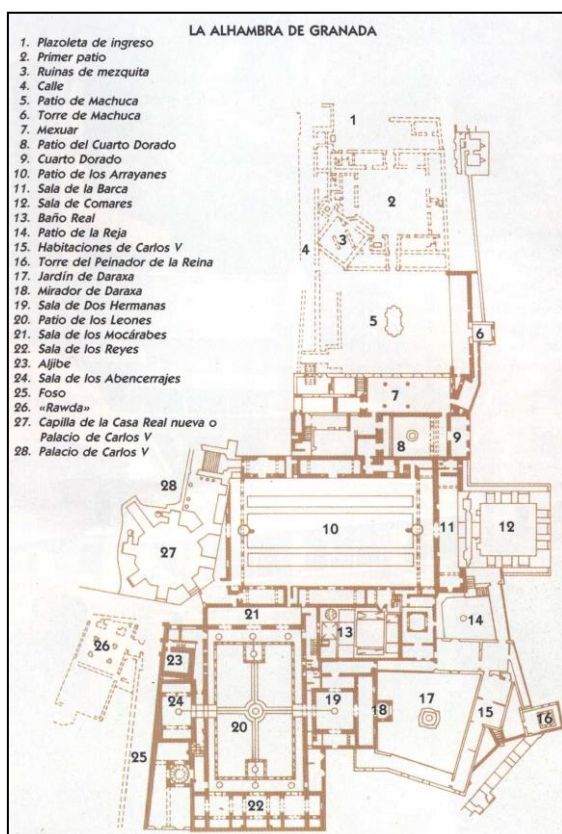 LA ALHAMBRA DE GRANADA
1. Plazoleta de ingreso
2. Primer patio
3. Ruinas de mezquita
4. Calle
5. Patio de Machuca
6. Torre de Machuca
7. Mexuar
8. Patio del Cuarto Dorado
9. Cuarto Dorado
10. Patio de los Arrayanes
11. Sala de la Barca
12. Sala de Comares
13. Baño Real
14. Patio de la Reja
15. Habitaciones de Carlos V
16. Torre del Peinador de la Reina
17. Jardín de Daraxa
18. Mirador de Daraxa
19. Sala de Dos Hermanas
20. Patio de los Leones
21. Sala de los Mocárabes
22. Sala de los Reyes
23. Aljibe
24. Sala de los Abencerrajes
25. Foso
26. «Rawda»
27. Capilla de la Casa Real nueva o
Palacio de Carlos V
28. Palacio de Carlos V
1
2
3
4
5
6
7
8
9
28
10
11
12
27
21
13
14
26
23
24
20
19
18
17
15
16
25
22